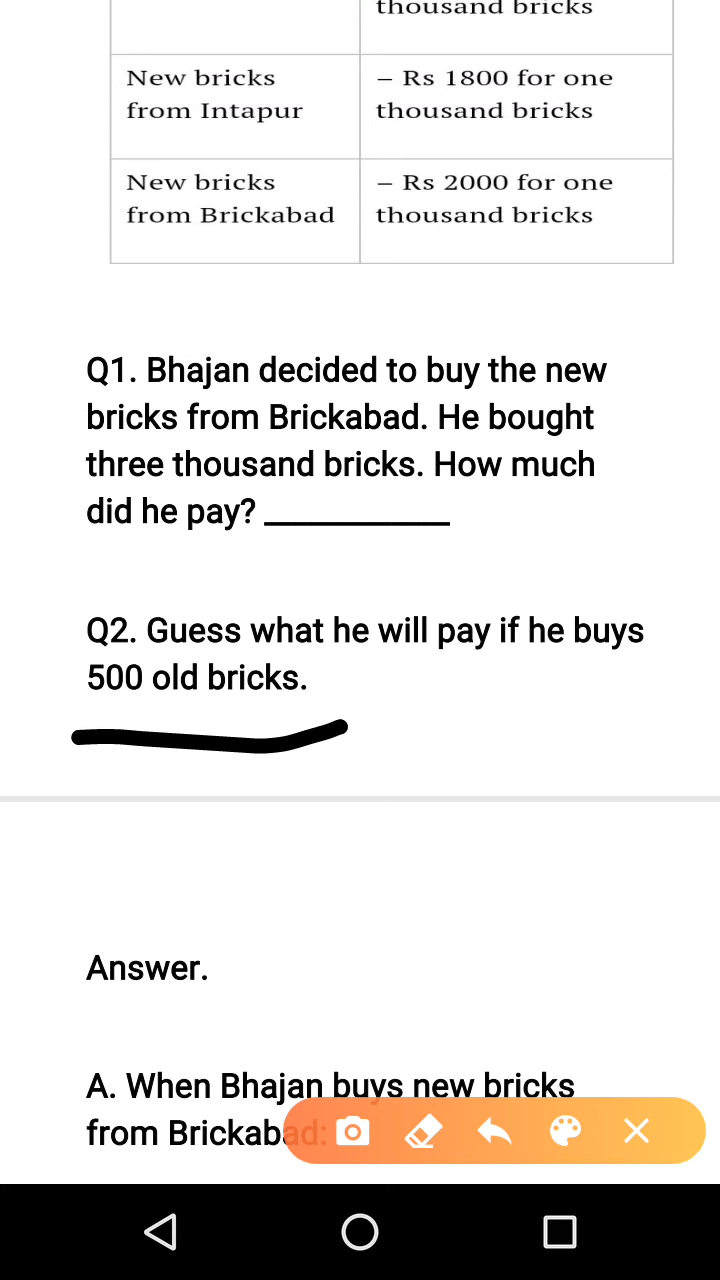 thousand bricks
New bricks
from Intapur
– Rs 1800 for one
thousand bricks
New bricks
from Brickabad
– Rs 2000 for one
thousand bricks
Q1. Bhajan decided to buy the new
bricks from Brickabad. He bought
three thousand bricks. How much
did he pay? ___________
Q2. Guess what he will pay if he buys
500 old bricks.
Answer.
A. When Bhajan buys new bricks
from Brickabad: